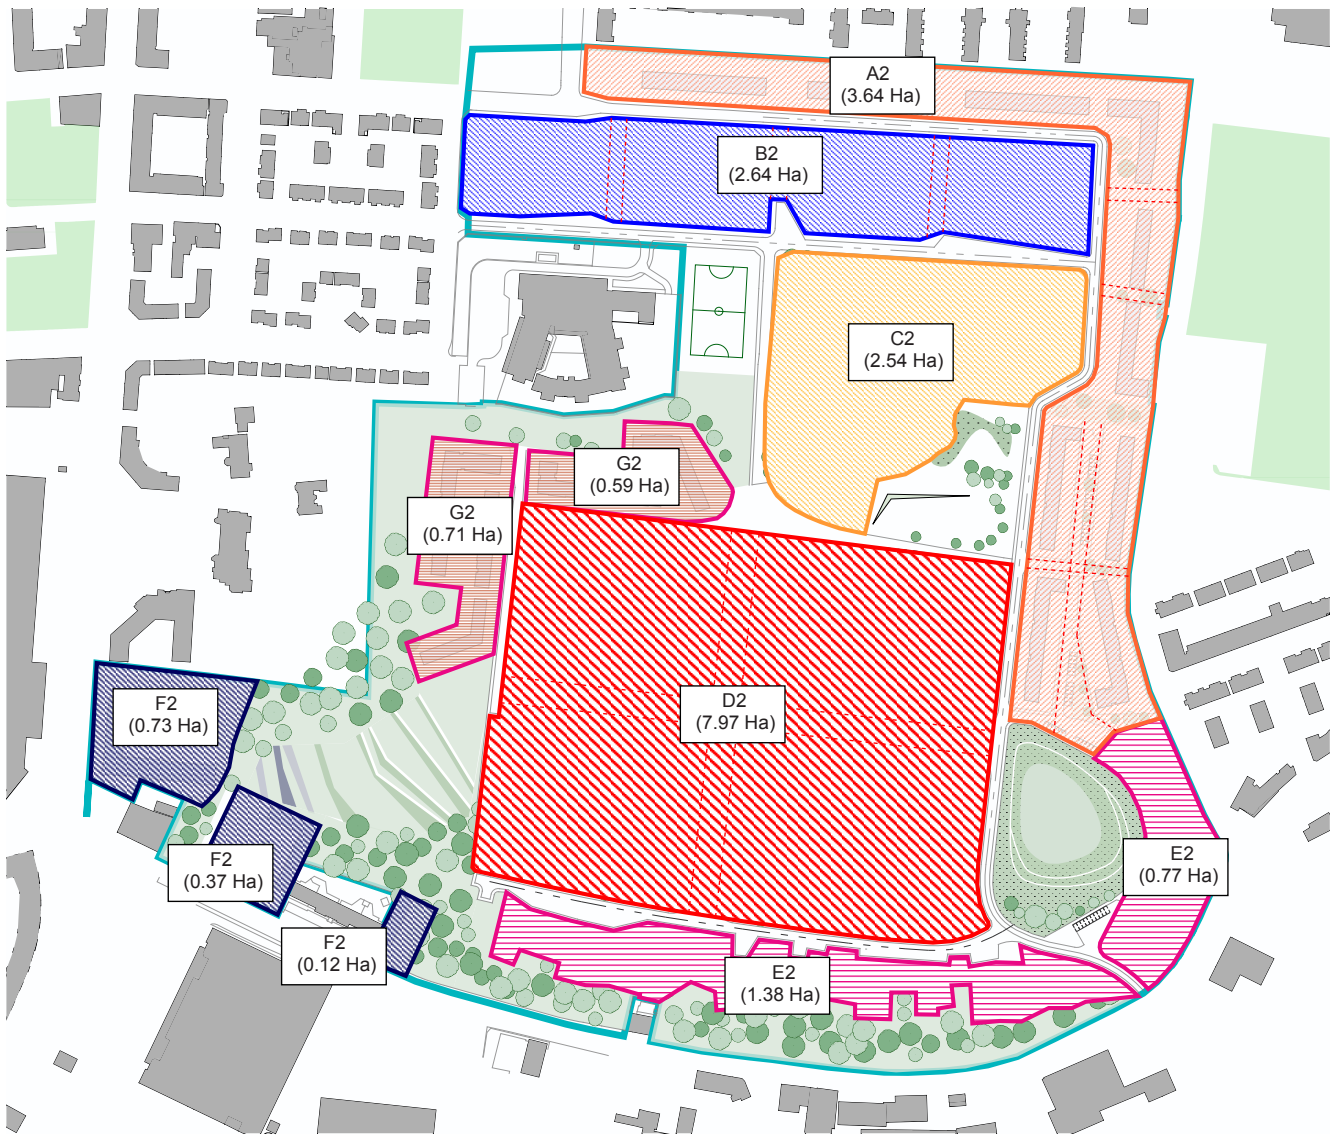 A2
(3.64 Ha)
B2
(2.64 Ha)
C2
(2.54 Ha)
G2
(0.59 Ha)
G2
(0.71 Ha)
D2
(7.97 Ha)
F2
(0.73 Ha)
F2
(0.37 Ha)
E2
(0.77 Ha)
F2
(0.12 Ha)
E2
(1.38 Ha)